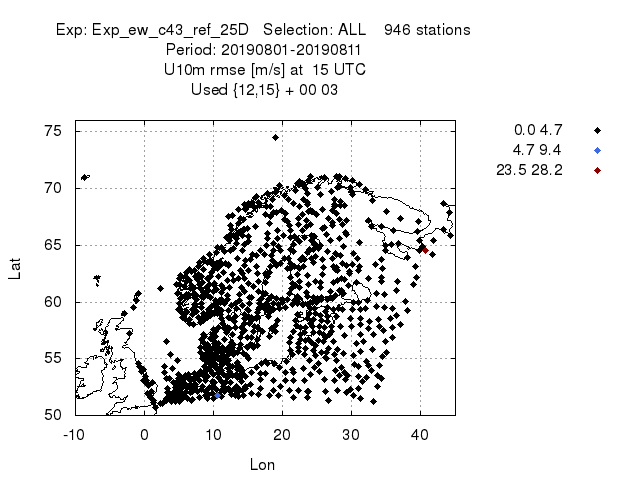 Exp: Exp_ew_c43_ref_25D Selection: ALL 946 stations
Period: 20190801-20190811
U10m rmse [m/s] at 15 UTC
Used {12,15} + 00 03
0.0 4.7
4.7 9.4
23.5 28.2
75
70
65
60
55
50
Lat
-10 0 10 20 30 40
Lon